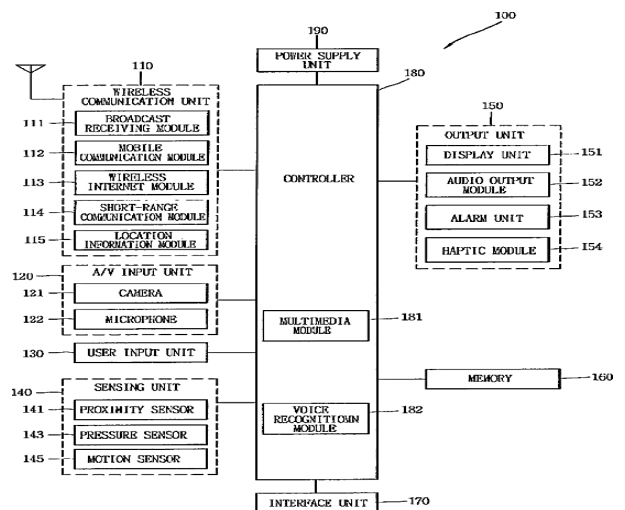 100
190
POWER SUPPLY
UNIT
180
110
WIRELESS
COMMUNICATION UNIT
111
BROADCAST
RECEIVING MODULE
112
MOBILE
COMMUNICATION MODULE
113
WIRELESS
INTERNET MODULE
114
SHORT-RANGE
COMMUNICATION MODULE
115
LOCATION
INFORMATION MODULE
120
A/V INPUT UNIT
121
CAMERA
122
MICROPHONE
130
USER INPUT UNIT
140
SENSING UNIT
141
PROXIMITY SENSOR
143
PRESSURE SENSOR
145
MOTION SENSOR
CONTROLLER
MULTIMEDIA
MODULE
181
VOICE
RECOGNITIOWN
MODULE
182
150
OUTPUT UNIT
DISPLAY UNIT
151
AUDIO OUTPUT
MODULE
152
ALARM UNIT
153
HAPTIC MODULE
154
MEMORY
160
INTERFACE UNIT
170